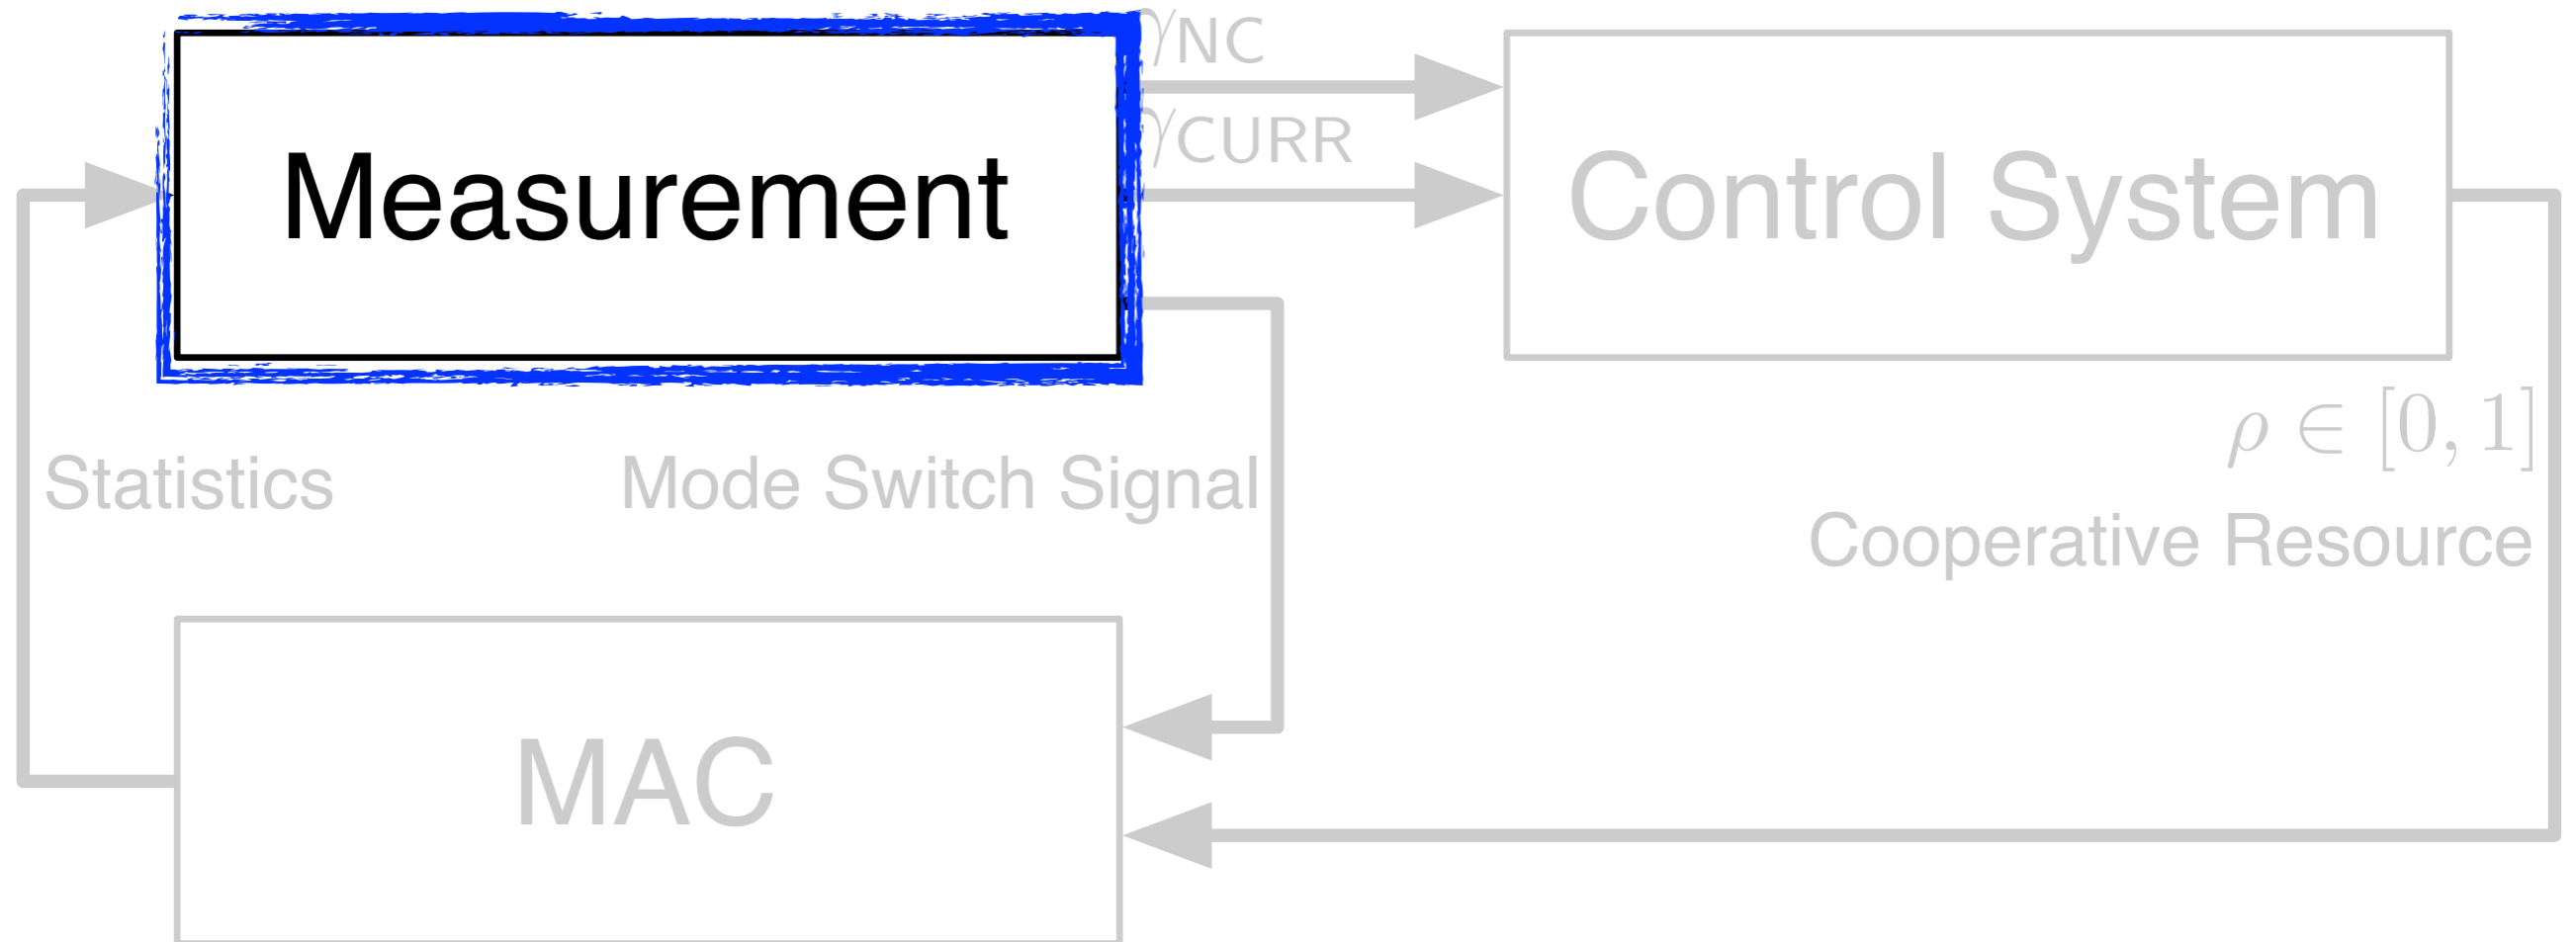 γNC
Measurement
γCURR
Control System
ρ ∈ [0, 1]
Statistics
Mode Switch Signal
Cooperative Resource
MAC